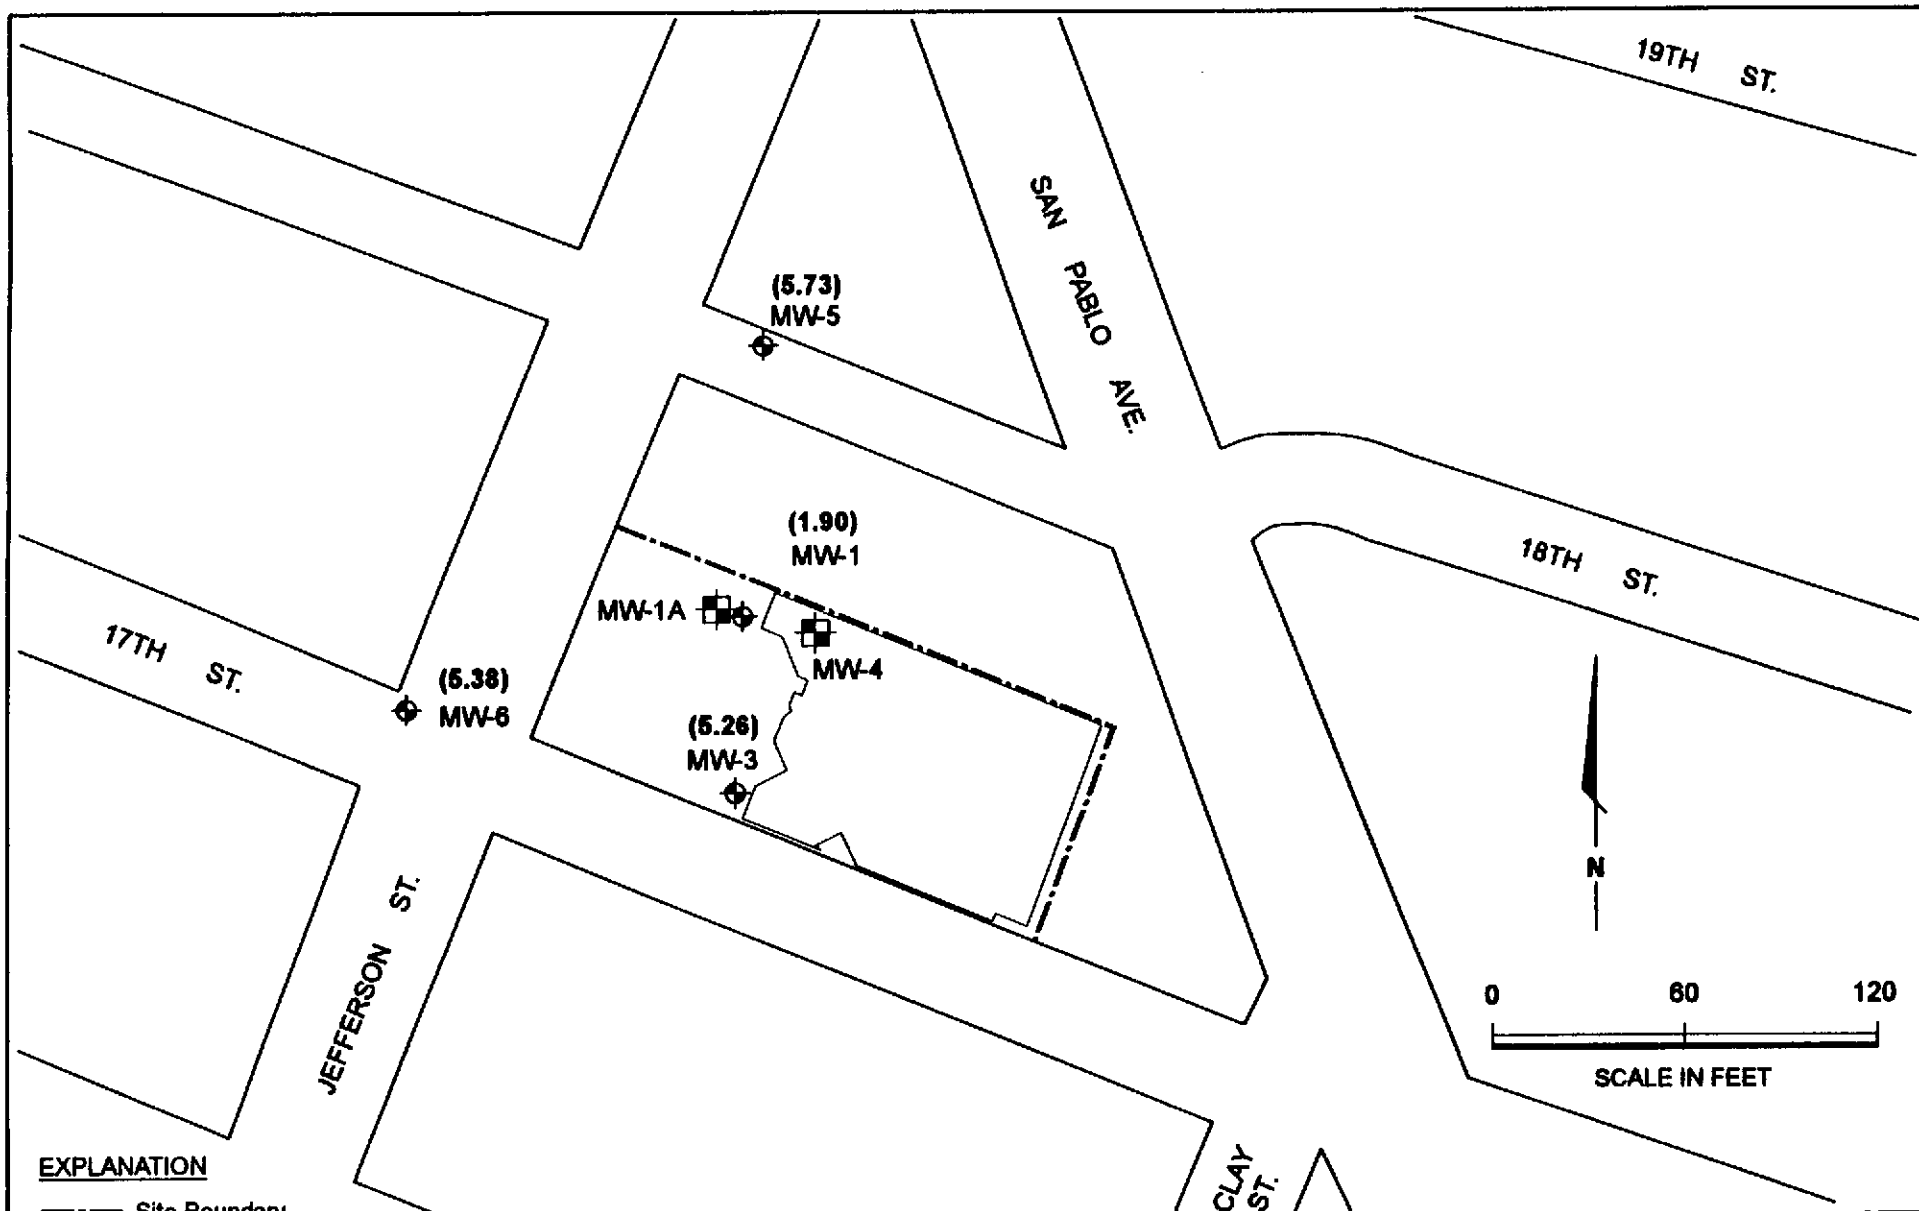 19TH ST.
SAN PABLO AVE.
(5.73)
MW-5
(1.90)
MW-1
18TH ST.
MW-1A
MW-4
17TH ST.
(5.38)
MW-6
(5.26)
MW-3
N
JEFFERSON ST.
0 60 120
SCALE IN FEET
CLAY ST.
EXPLANATION
Site Boundary